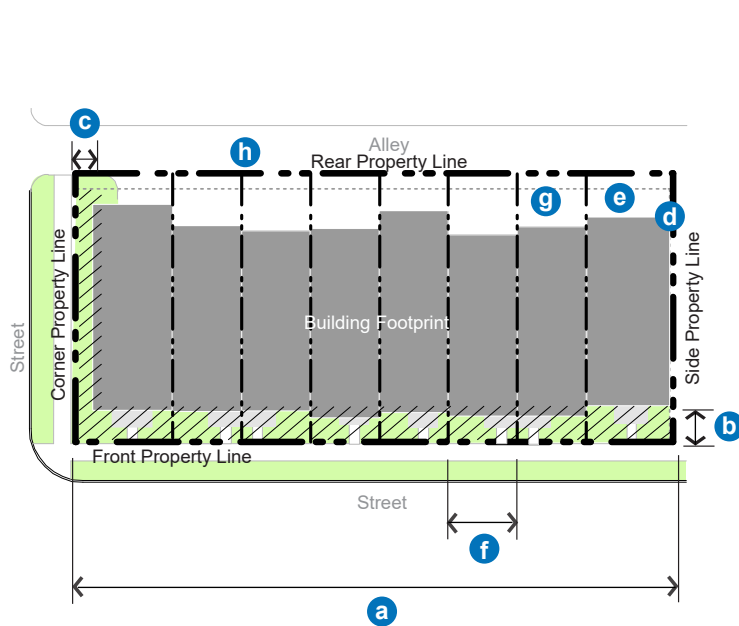 c
Alley
h
Rear Property Line
g
e
d
Street
Corner Property Line
Building Footprint
Side Property Line
b
Front Property Line
Street
f
a